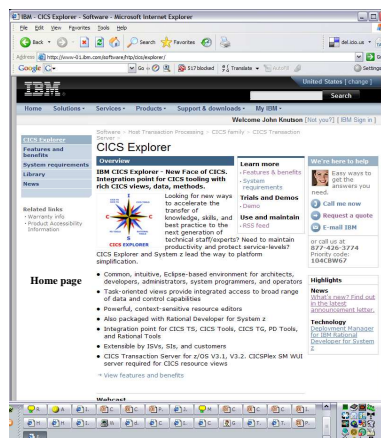 IBM - CICS Explorer - Software - Microsoft Internet Explorer
File Edit View Favorites Tools Help
Back Search Favorites del.icio.us
Address http://www-01.ibm.com/software/htp/cics/explorer/ Go
Google Go 517 blocked Translate AutoFill Settings
United States [ change ]
IBM
Search
Home Solutions Services Products Support & downloads My IBM
Welcome John Knutson [Not you?] [IBM Sign in]
Software > Host Transaction Processing > CICS family > CICS Transaction Server >
CICS Explorer
CICS Explorer
Features and benefits
System requirements
Library
News
Related links
• Warranty info
• Product Accessibility Information
Home page
Overview
IBM CICS Explorer - New Face of CICS. Integration point for CICS tooling with rich CICS views, data, methods.
CICS EXPLORER
Looking for new ways to accelerate the transfer of knowledge, skills, and best practice to the next generation of technical staff/experts? Need to maintain productivity and protect service-levels? CICS Explorer and System z lead the way to platform simplification.
• Common, intuitive, Eclipse-based environment for architects, developers, administrators, system programmers, and operators
• Task-oriented views provide integrated access to broad range of data and control capabilities
• Powerful, context-sensitive resource editors
• Also packaged with Rational Developer for System z
• Integration point for CICS TS, CICS Tools, CICS TG, PD Tools, and Rational Tools
• Extensible by ISVs, SIs, and customers
• CICS Transaction Server for z/OS V3.1, V3.2. CICSPlex SM WUI server required for CICS resource views
View features and benefits
Webcast
Learn more
Features & benefits
System requirements
Trials and Demos
Demo
Use and maintain
RSS feed
We're here to help
Easy ways to get the answers you need.
Call me now
Request a quote
E-mail IBM
or call us at
877-426-3774
Priority code:
104CBW67
Highlights
News
What's new? Find out in the latest announcement letter.
Technology
Deployment Manager for IBM Rational Developer for System z